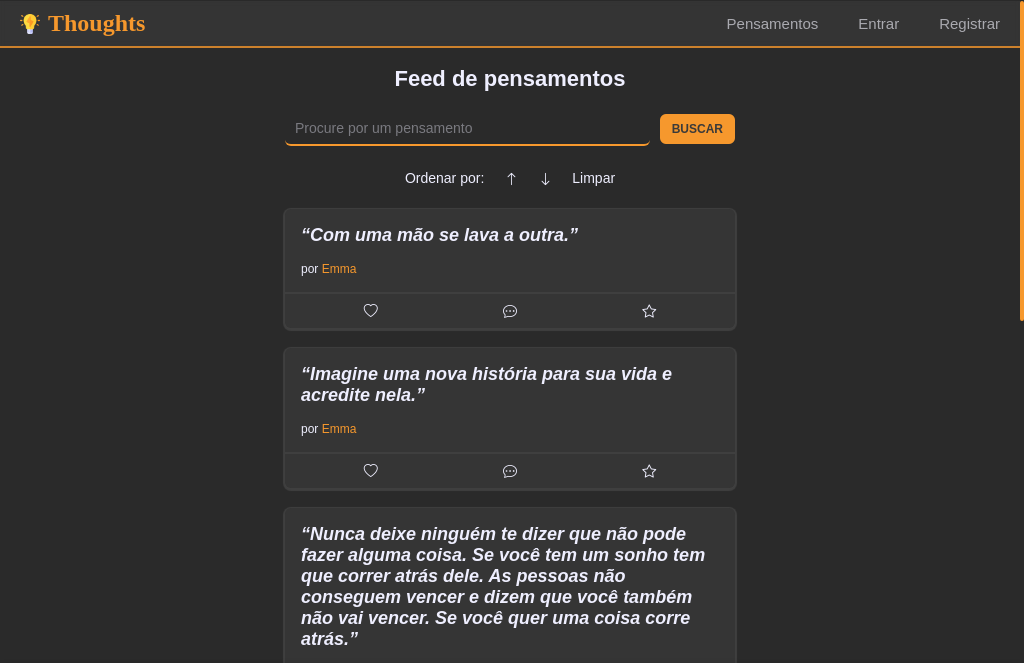 Thoughts
Pensamentos
Entrar
Registrar
Feed de pensamentos
Procure por um pensamento
BUSCAR
Ordenar por:
Limpar
“Com uma mão se lava a outra.”
por Emma
“Imagine uma nova história para sua vida e
acredite nela.”
por Emma
“Nunca deixe ninguém te dizer que não pode
fazer alguma coisa. Se você tem um sonho tem
que correr atrás dele. As pessoas não
conseguem vencer e dizem que você também
não vai vencer. Se você quer uma coisa corre
atrás.”